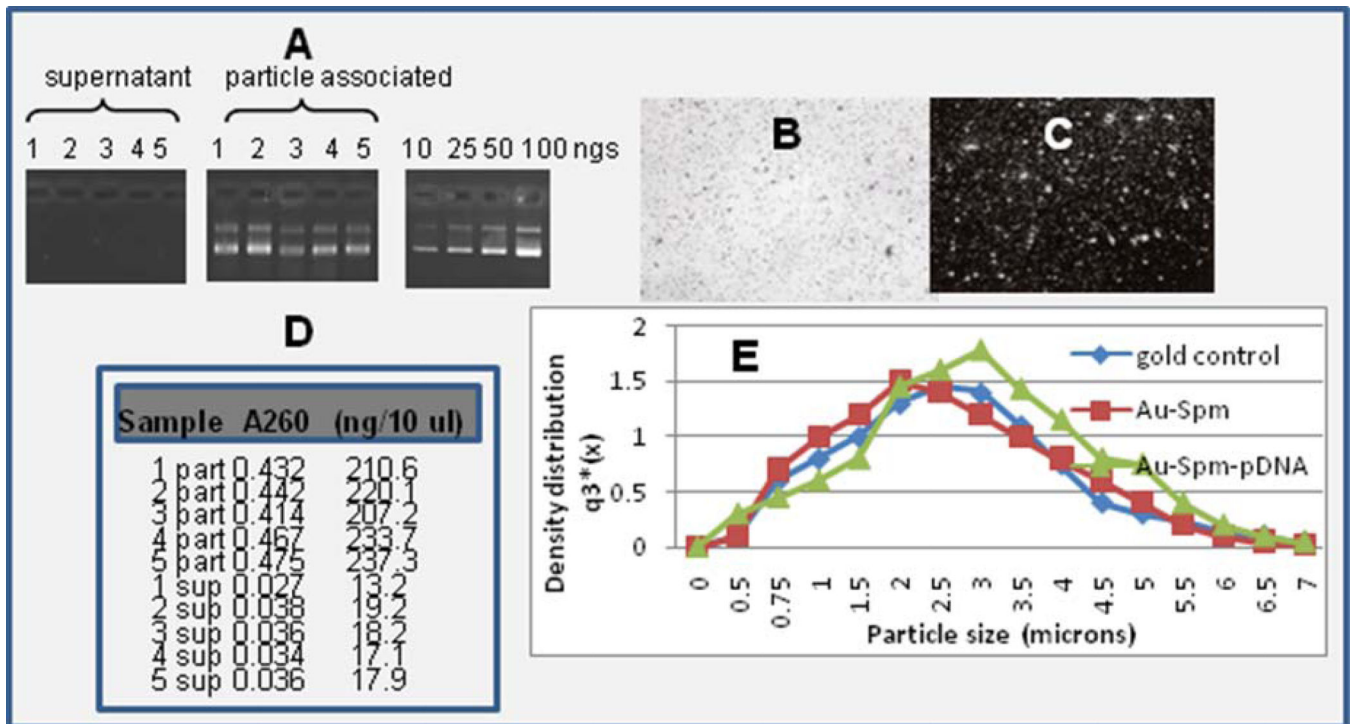 A
supernatant particle associated
1 2 3 4 5 1 2 3 4 5 10 25 50 100 ngs
B
C
D
Sample A260 (ng/10 ul)
1 part 0.432 210.6
2 part 0.442 220.1
3 part 0.414 207.2
4 part 0.467 233.7
5 part 0.475 237.3
1 sup 0.027 13.2
2 sup 0.038 19.2
3 sup 0.036 18.2
4 sup 0.034 17.1
5 sup 0.036 17.9
E
Density distribution
q3*(x)
2
1.5
1
0.5
0
gold control
Au-Spm
Au-Spm-pDNA
0 0.5 0.75 1 1.5 2 2.5 3 3.5 4 4.5 5 5.5 6 6.5 7
Particle size (microns)